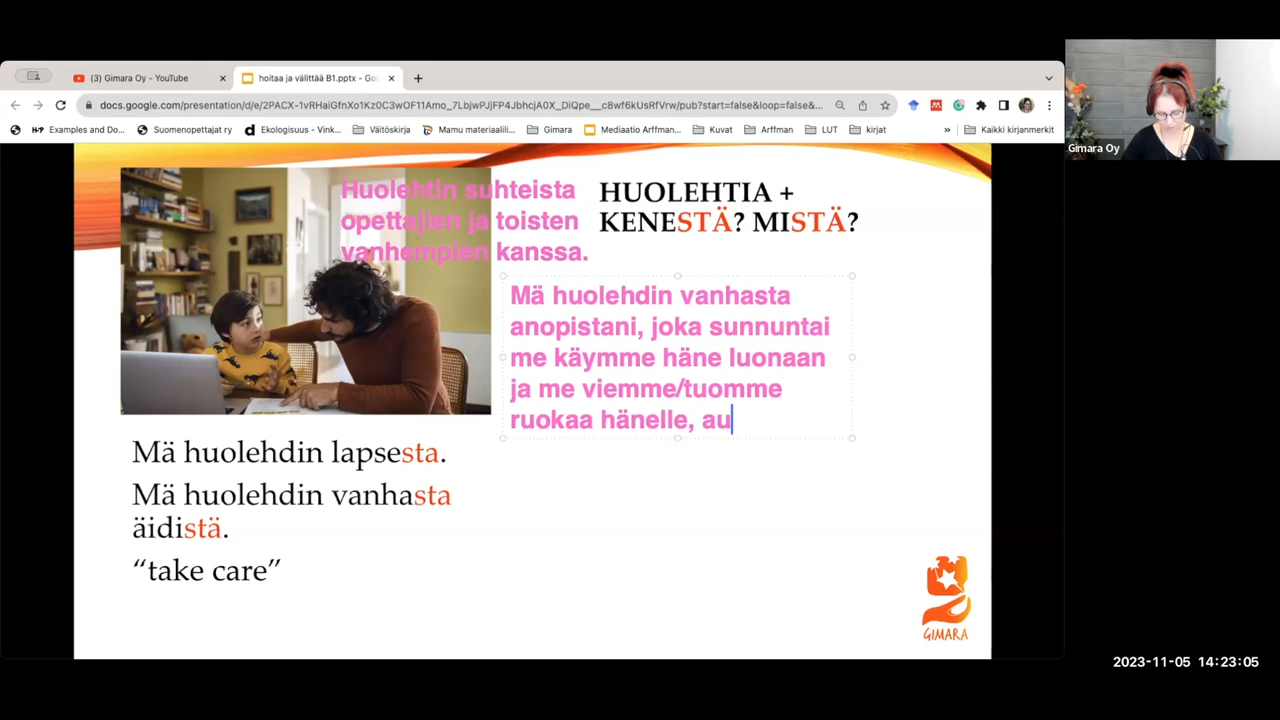 (3) Gimara Oy - YouTube
hoitaa ja välittää B1.pptx - Go
docs.google.com/presentation/d/e/2PACX-1vRHaiGfnXo1Kz0C3wOF11Amo_7LbjwPJjFP4JbhcjA0X_DiQpe__c8wf6kUsRfVrw/pub?start=false&loop=false&...
Examples and Do... Suomenopettajat ry Ekologisuus - Vink... Väitöskirja Mamu materiaalili... Gimara Mediaatio Arffman... Kuvat Arffman LUT kirjat » Kaikki kirjanmerkit
Gimara Oy
Huolehtin suhteista
opettajien ja toisten
vanhempien kanssa.
HUOLEHTIA +
KENESTÄ? MISTÄ?
Mä huolehdin vanhasta
anopistani, joka sunnuntai
me käymme häne luonaan
ja me viemme/tuomme
ruokaa hänelle, au
Mä huolehdin lapsesta.
Mä huolehdin vanhasta
äidistä.
“take care”
GIMARA
2023-11-05 14:23:05